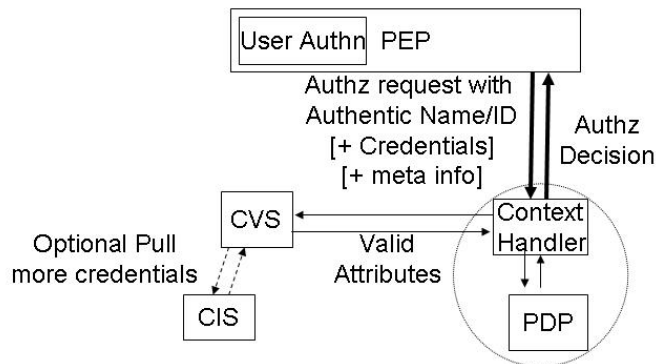 User Authn PEP
Authz request with
Authentic Name/ID
[+ Credentials]
[+ meta info]
Authz
Decision
CVS
Context
Handler
Optional Pull
more credentials
Valid
Attributes
CIS
PDP